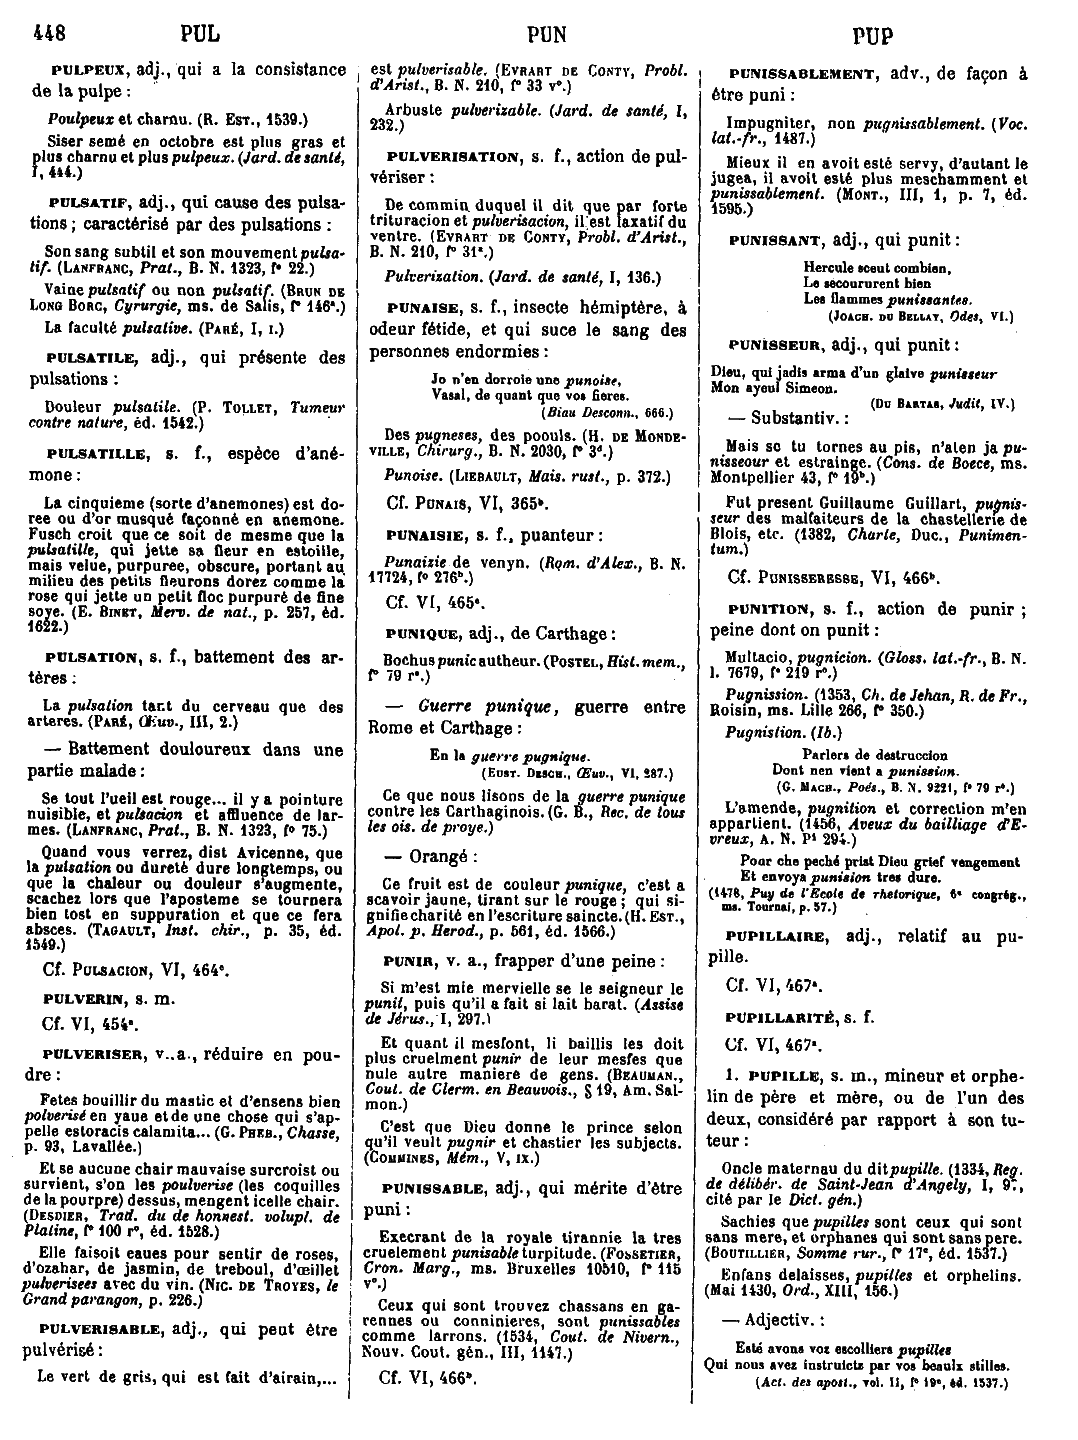 448 PUL PUN PUP
PULPEUX, adj., qui a la consistance
de la pulpe :
Poulpeux et charnu. (R. EST., 1539.)
Siser semé en octobre est plus gras et
plus charnu et plus pulpeux. (Jard. de santé,
I, 444.)
PULSATIF, adj., qui cause des pulsa-
tions ; caractérisé par des pulsations :
Son sang subtil et son mouvement pulsa-
tif. (LANFRANC, Prat., B. N. 1323, f° 22.)
Vaine pulsatif ou non pulsatif. (BRUN DE
LONG BORC, Cyrurgie, ms. de Salis, f° 146ª.)
La faculté pulsative. (PARÉ, I, I.)
PULSATILE, adj., qui présente des
pulsations :
Douleur pulsatile. (P. TOLLET, Tumeur
contre nature, éd. 1542.)
PULSATILLE, s. f., espèce d'ané-
mone :
La cinquieme (sorte d'anemones) est do-
ree ou d'or musqué façonné en anemone.
Fusch croit que ce soit de mesme que la
pulsatille, qui jette sa fleur en estoille,
mais velue, purpuree, obscure, portant au
milieu des petits fleurons dorez comme la
rose qui jette un petit floc purpuré de fine
soye. (E. BINET, Merv. de nat., p. 257, éd.
1622.)
PULSATION, s. f., battement des ar-
tères :
La pulsation tant du cerveau que des
arteres. (PARÉ, Œuv., III, 2.)
— Battement douloureux dans une
partie malade :
Se tout l'ueil est rouge... il y a pointure
nuisible, et pulsacion et affluence de lar-
mes. (LANFRANC, Prat., B. N. 1323, f° 75.)
Quand vous verrez, dist Avicenne, que
la pulsation ou dureté dure longtemps, ou
que la chaleur ou douleur s'augmente,
scachez lors que l'aposteme se tournera
bien tost en suppuration et que ce fera
absces. (TAGAULT, Inst. chir., p. 35, éd.
1549.)
Cf. PULSACION, VI, 464ª.
PULVERIN, s. m.
Cf. VI, 454ª.
PULVERISER, v..a., réduire en pou-
dre :
Fetes bouillir du mastic et d'ensens bien
polverisé en yaue et de une chose qui s'ap-
pelle estoracis calamita... (G. PHEB., Chasse,
p. 93, Lavallée.)
Et se aucune chair mauvaise surcroist ou
survient, s'on les poulverise (les coquilles
de la pourpre) dessus, mengent icelle chair.
(DESDIER, Trad. du de honnest. volupt. de
Platine, f° 100 r°, éd. 1528.)
Elle faisoit eaues pour sentir de roses,
d'ozahar, de jasmin, de treboul, d'œillet
pulverisees avec du vin. (NIC. DE TROYES, le
Grand parangon, p. 226.)
PULVERISABLE, adj., qui peut être
pulvérisé :
Le vert de gris, qui est fait d'airain,...
est pulverisable. (EVRART DE CONTY, Probl.
d'Arist., B. N. 210, f° 33 v°.)
Arbuste pulverizable. (Jard. de santé, I,
232.)
PULVERISATION, s. f., action de pul-
vériser :
De commin duquel il dit que par forte
trituracion et pulverisacion, il est laxatif du
ventre. (EVRART DE CONTY, Probl. d'Arist.,
B. N. 210, f° 31ª.)
Pulverization. (Jard. de santé, I, 136.)
PUNAISE, s. f., insecte hémiptère, à
odeur fétide, et qui suce le sang des
personnes endormies :
Jo n'en dorroie une punoise,
Vasal, de quant que vos fieres.
(Biau Desconn., 666.)
Des pugneses, des poouls. (H. DE MONDE-
VILLE, Chirurg., B. N. 2030, f° 3ᵈ.)
Punoise. (LIEBAULT, Mais. rust., p. 372.)
Cf. PUNAIS, VI, 365ᵇ.
PUNAISIE, s. f., puanteur :
Punaizie de venyn. (Rom. d'Alex., B. N.
17724, f° 276ᵇ.)
Cf. VI, 465ª.
PUNIQUE, adj., de Carthage :
Bochus punic autheur. (POSTEL, Hist. mem.,
f° 79 r°.)
— Guerre punique, guerre entre
Rome et Carthage :
En la guerre pugnique.
(EUST. DESCH., Œuv., VI, 287.)
Ce que nous lisons de la guerre punique
contre les Carthaginois. (G. B., Rec. de tous
les ois. de proye.)
— Orangé :
Ce fruit est de couleur punique, c'est a
scavoir jaune, tirant sur le rouge ; qui si-
gnifie charité en l'escriture saincte. (H. EST.,
Apol. p. Herod., p. 561, éd. 1566.)
PUNIR, v. a., frapper d'une peine :
Si m'est mie mervielle se le seigneur le
punit, puis qu'il a fait si lait barat. (Assise
de Jérus., I, 297.)
Et quant il mesfont, li baillis les doit
plus cruelment punir de leur mesfes que
nule autre maniere de gens. (BEAUMAN.,
Cout. de Clerm. en Beauvois., § 19, Am. Sal-
mon.)
C'est que Dieu donne le prince selon
qu'il veult pugnir et chastier les subjects.
(COMMINES, Mém., V, IX.)
PUNISSABLE, adj., qui mérite d'être
puni :
Execrant de la royale tirannie la tres
cruelement punisable turpitude. (FOSSETIER,
Cron. Marg., ms. Bruxelles 10510, f° 115
v°.)
Ceux qui sont trouvez chassans en ga-
rennes ou conninieres, sont punissables
comme larrons. (1534, Cout. de Nivern.,
Nouv. Cout. gén., III, 1147.)
Cf. VI, 466ᵇ.
PUNISSABLEMENT, adv., de façon à
être puni :
Impugniter, non pugnissablement. (Voc.
lat.-fr., 1487.)
Mieux il en avoit esté servy, d'autant le
jugea, il avoit esté plus meschamment et
punissablement. (MONT., III, 1, p. 7, éd.
1595.)
PUNISSANT, adj., qui punit :
Hercule sceut combien,
Le secoururent bien
Les flammes punissantes.
(JOACH. DU BELLAY, Odes, VI.)
PUNISSEUR, adj., qui punit :
Dieu, qui jadis arma d'un glaive punisseur
Mon ayeul Simeon.
(DU BARTAS, Judit, IV.)
— Substantiv. :
Mais se tu tornes au pis, n'aten ja pu-
nisseour et estrainge. (Cons. de Boece, ms.
Montpellier 43, f° 19ᵇ.)
Fut present Guillaume Guillart, pugnis-
seur des malfaiteurs de la chastellerie de
Blois, etc. (1382, Charte, Duc., Punimen-
tum.)
Cf. PUNISSERESSE, VI, 466ᵇ.
PUNITION, s. f., action de punir ;
peine dont on punit :
Multacio, pugnicion. (Gloss. lat.-fr., B. N.
l. 7679, f° 219 r°.)
Pugnission. (1353, Ch. de Jehan, R. de Fr.,
Roisin, ms. Lille 266, f° 350.)
Pugnistion. (Ib.)
Parlers de destruccion
Dont nen vient a punission.
(G. MACH., Poés., B. N. 9221, f° 79 r°.)
L'amende, pugnition et correction m'en
appartient. (1456, Aveux du bailliage d'E-
vreux, A. N. P¹ 294.)
Poar che peché prist Dieu grief vengement
Et envoya punision tres dure.
(1478, Puy de l'Ecole de rhetorique, 6ª congrég.,
ms. Tournai, p. 57.)
PUPILLAIRE, adj., relatif au pu-
pille.
Cf. VI, 467ª.
PUPILLARITÉ, s. f.
Cf. VI, 467ª.
1. PUPILLE, s. m., mineur et orphe-
lin de père et mère, ou de l'un des
deux, considéré par rapport à son tu-
teur :
Oncle maternau du dit pupille. (1334, Reg.
de délibér. de Saint-Jean d'Angely, I, 9ᵉ,
cité par le Dict. gén.)
Sachies que pupilles sont ceux qui sont
sans mere, et orphanes qui sont sans pere.
(BOUTILLIER, Somme rur., f° 17ᵉ, éd. 1537.)
Enfans delaisses, pupilles et orphelins.
(Mai 1430, Ord., XIII, 156.)
— Adjectiv. :
Esté avons voz escolliers pupilles
Qui nous avez instruictz par vos beaulx stilles.
(Act. des apost., vol. II, f° 19ᵉ, éd. 1537.)